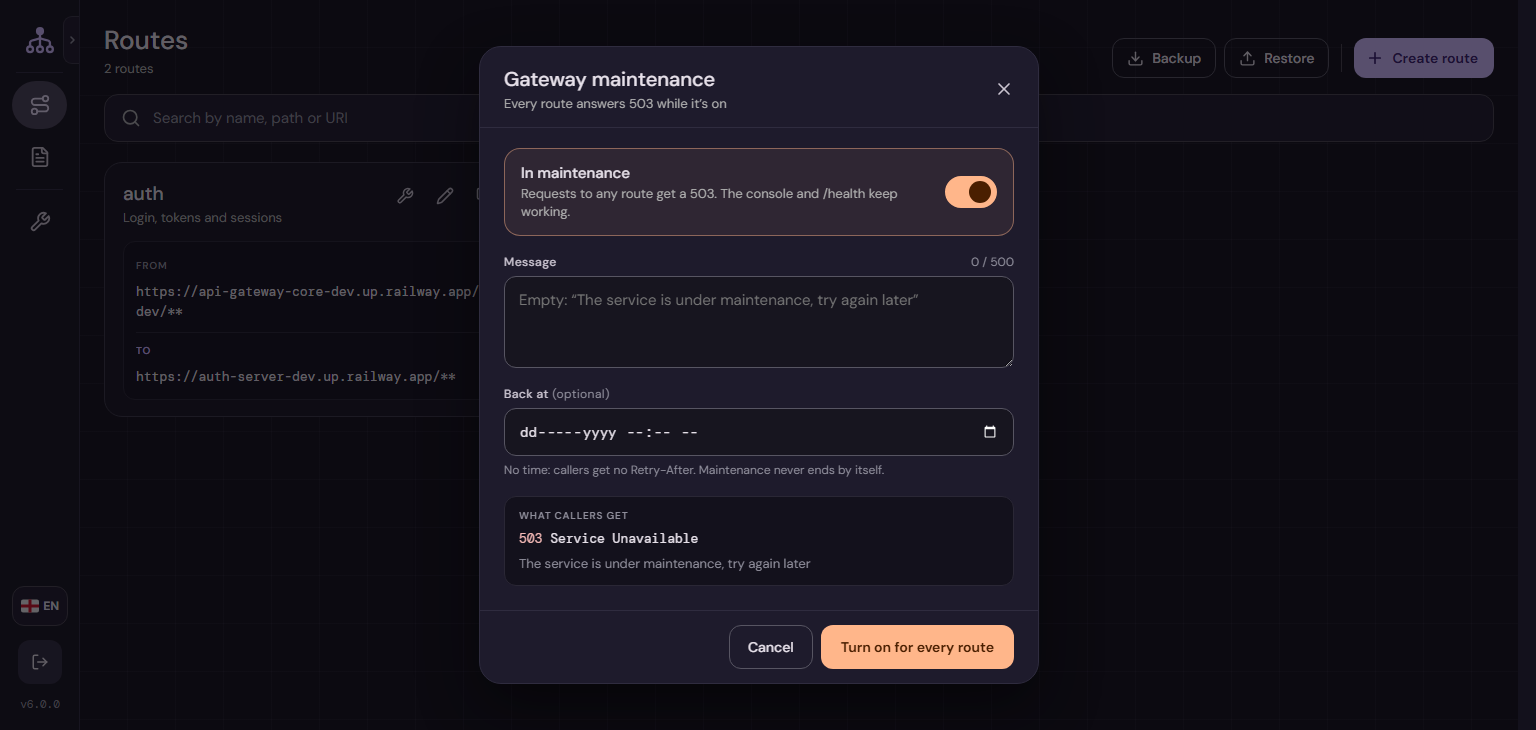 Routes
2 routes
Backup
Restore
Create route
Search by name, path or URI
auth
Login, tokens and sessions
FROM
https://api-gateway-core-dev.up.railway.app/
dev/**
TO
https://auth-server-dev.up.railway.app/**
EN
v6.0.0
Gateway maintenance
Every route answers 503 while it's on
In maintenance
Requests to any route get a 503. The console and /health keep
working.
Message
0 / 500
Empty: “The service is under maintenance, try again later”
Back at (optional)
dd-----yyyy --:-- --
No time: callers get no Retry-After. Maintenance never ends by itself.
WHAT CALLERS GET
503 Service Unavailable
The service is under maintenance, try again later
Cancel
Turn on for every route